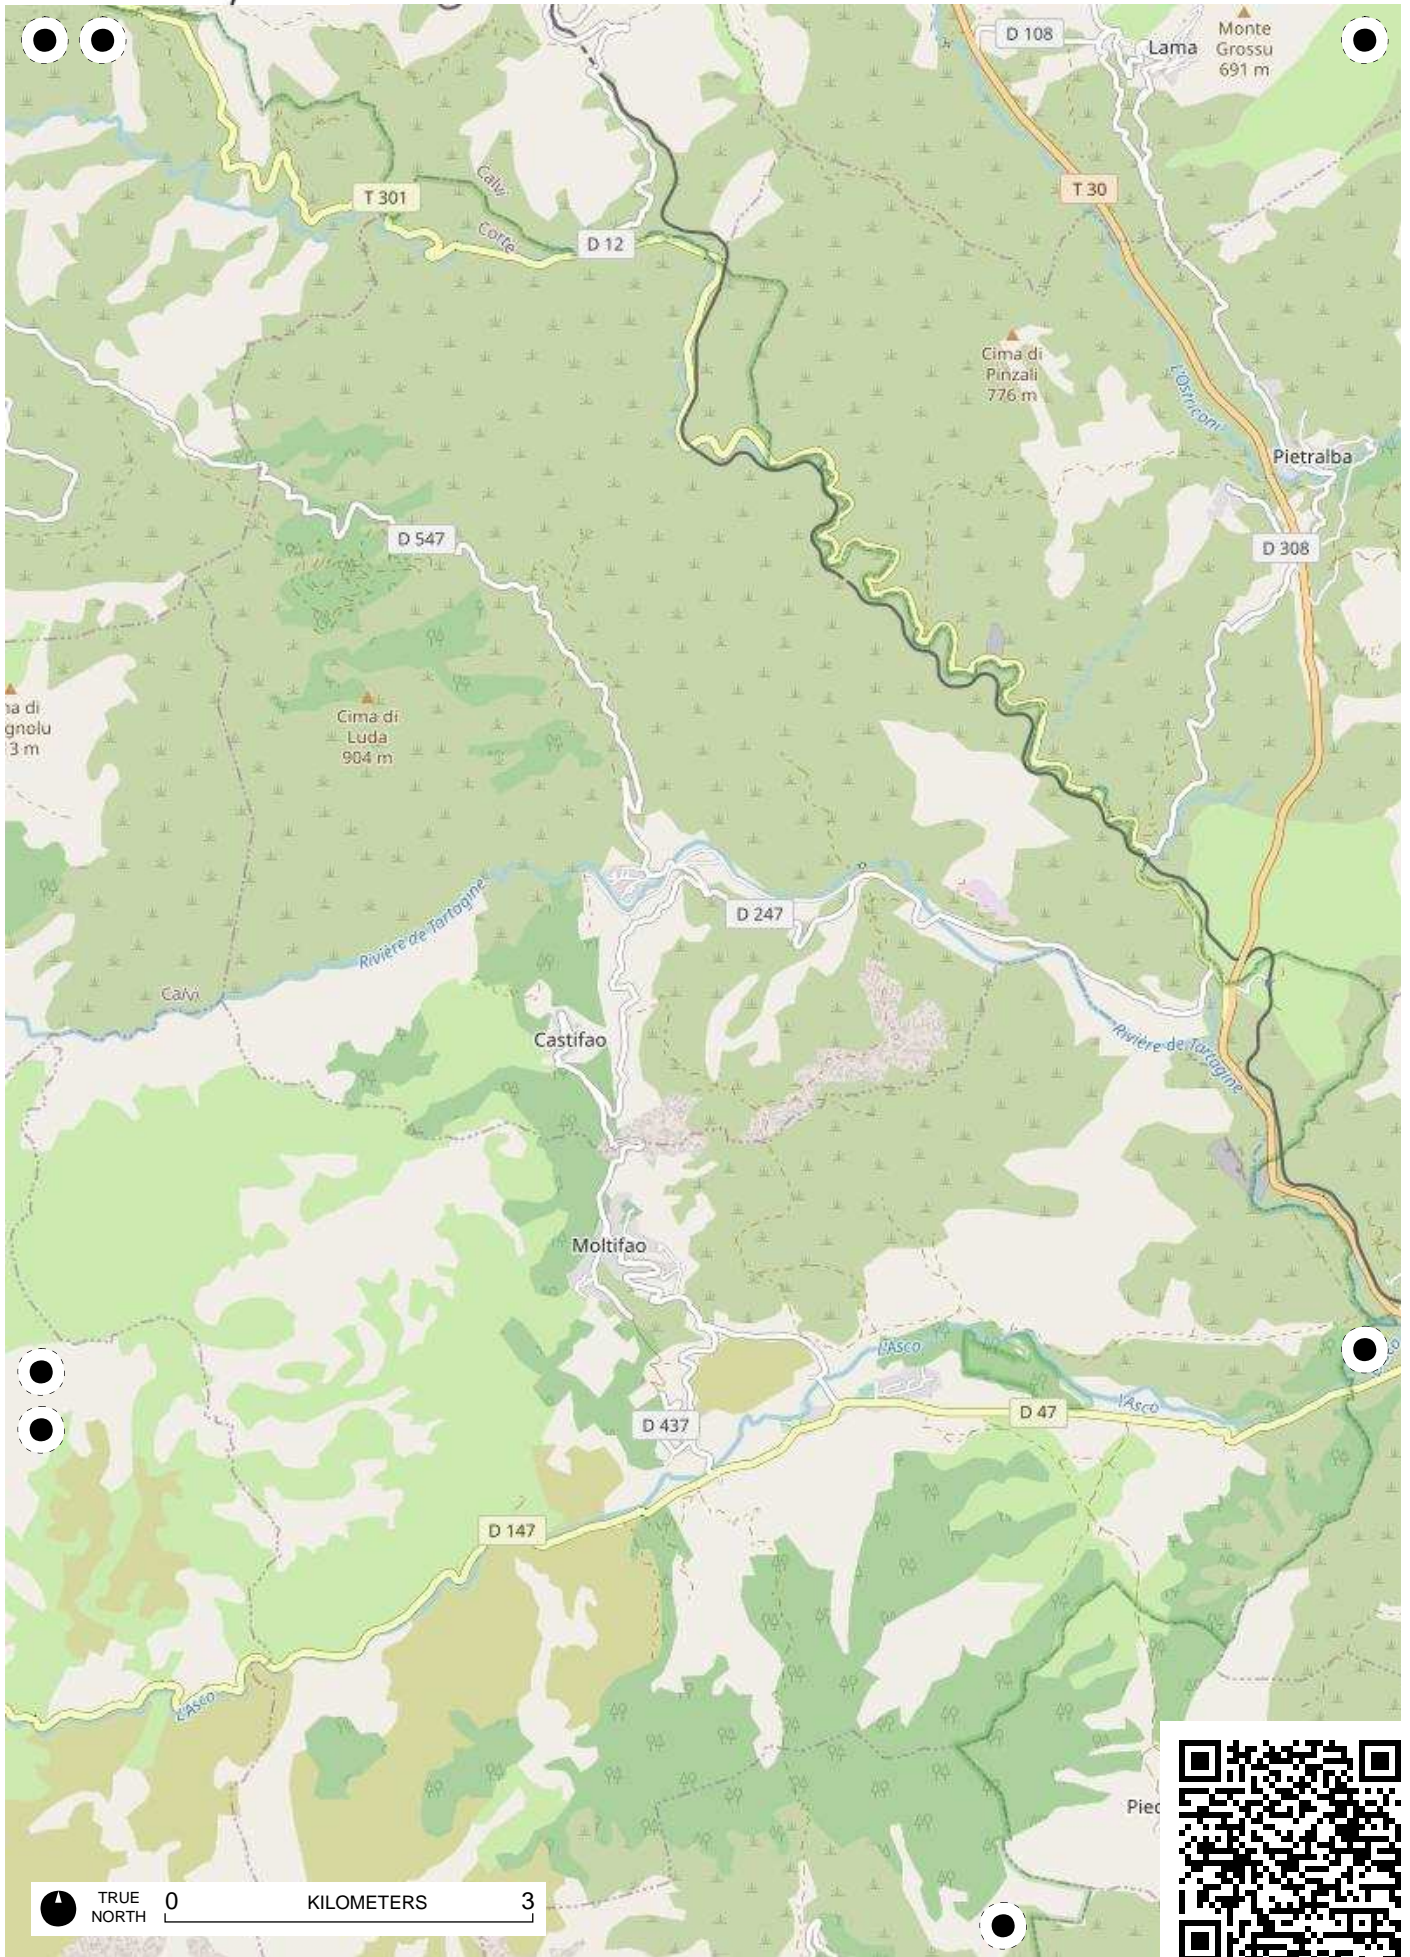 D 108
Lama
Monte
Grossu
691 m
T 30
T 301
Calvi
Corte
D 12
Cima di
Pinzali
776 m
L'Ostriconi
Pietralba
D 547
D 308
gnolu
3 m
Cima di
Luda
904 m
D 247
Rivière de Tartagine
Calvi
Castifao
Rivière de Tartagine
Moltifao
L'Asco
L'Asco
D 437
D 47
D 147
L'Asco
TRUE
NORTH
0 KILOMETERS 3